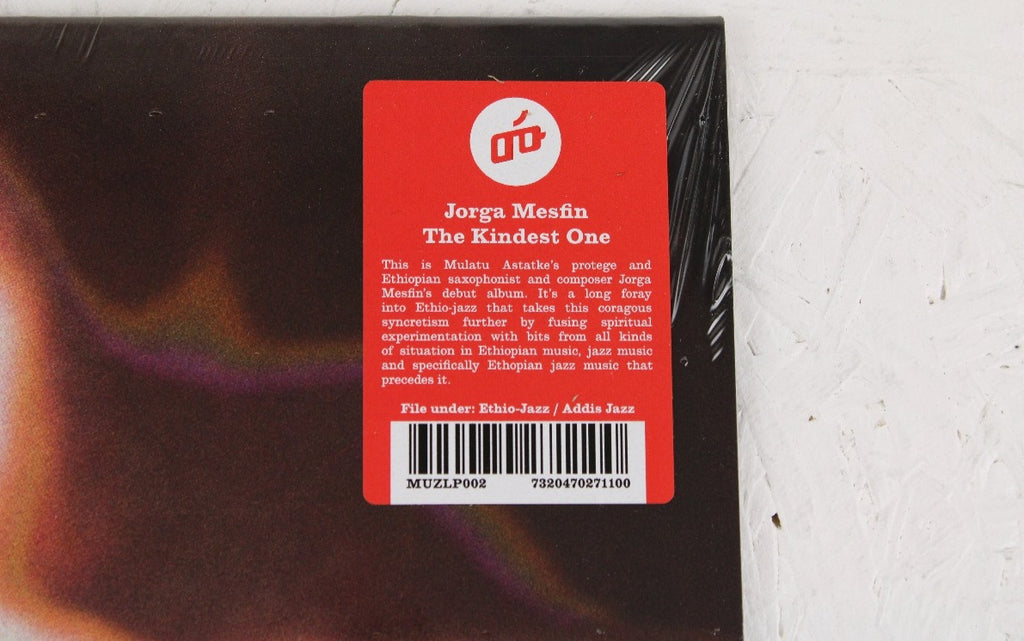 Jorga Mesfin
The Kindest One
This is Mulatu Astatke's protege and
Ethiopian saxophonist and composer Jorga
Mesfin's debut album. It's a long foray
into Ethio-jazz that takes this coragous
syncretism further by fusing spiritual
experimentation with bits from all kinds
of situation in Ethiopian music, jazz music
and specifically Ethopian jazz music that
precedes it.
File under: Ethio-Jazz / Addis Jazz
MUZLP002 7320470271100